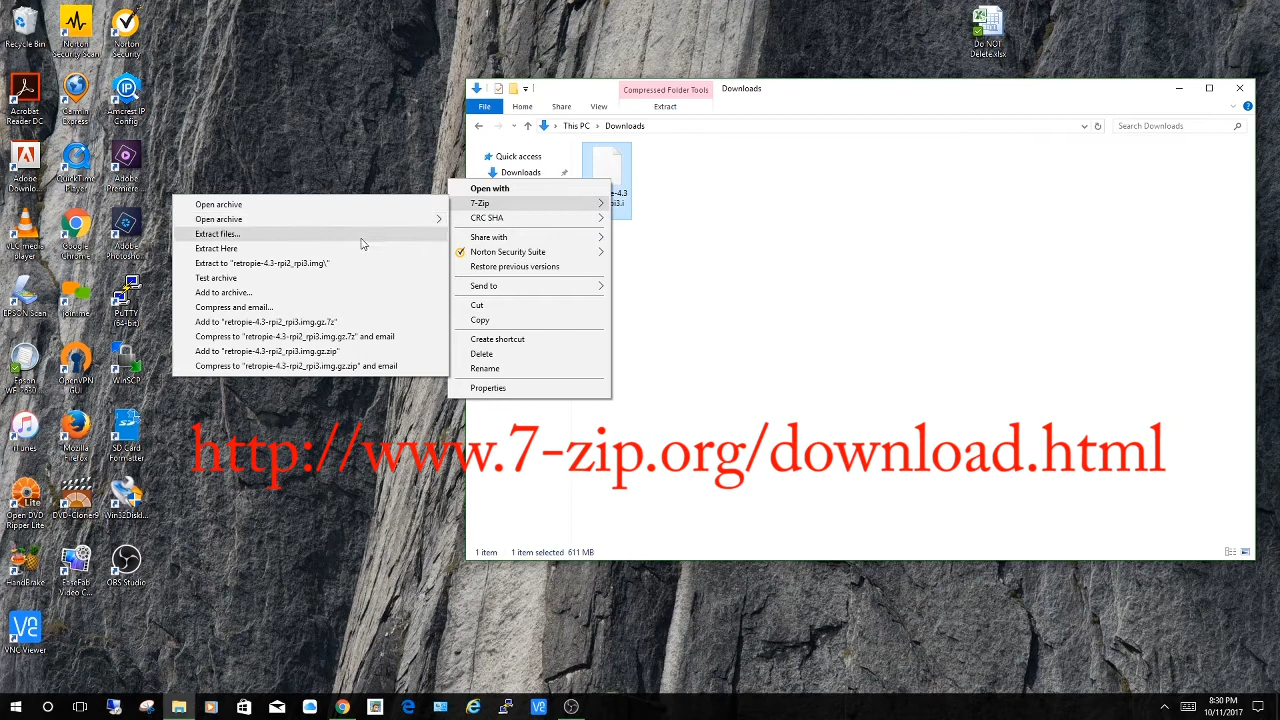 Recycle Bin
Norton
Security Scan
Norton
Security
Acrobat
Reader DC
Garmin
Express
Amcrest IP
Config
Adobe
Downlo...
QuickTime
Player
Adobe
Premiere...
VLC media
player
Google
Chrome
Adobe
Photosh...
EPSON Scan
join.me
PuTTY
(64-bit)
Epson
OpenVPN
GUI
WinSCP
iTunes
Mozilla
Firefox
SD Card
Formatter
Open DVD
Ripper Lite
DVD-Cloner9
Win32Disk...
HandBrake
EaseFab
Video C...
OBS Studio
VNC Viewer
Do NOT
Delete.xlsx
Compressed Folder Tools
Downloads
File
Home
Share
View
Extract
This PC
Downloads
Search Downloads
Quick access
Downloads
Open with
7-Zip
CRC SHA
Share with
Norton Security Suite
Restore previous versions
Send to
Cut
Copy
Create shortcut
Delete
Rename
Properties
Open archive
Open archive
Extract files...
Extract Here
Extract to "retropie-4.3-rpi2_rpi3.img\"
Test archive
Add to archive...
Compress and email...
Add to "retropie-4.3-rpi2_rpi3.img.gz.7z"
Compress to "retropie-4.3-rpi2_rpi3.img.gz.7z" and email
Add to "retropie-4.3-rpi2_rpi3.img.gz.zip"
Compress to "retropie-4.3-rpi2_rpi3.img.gz.zip" and email
http://www.7-zip.org/download.html
1 item
1 item selected 611 MB
8:30 PM
10/11/2017